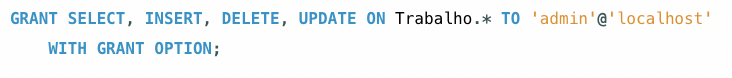 GRANT SELECT, INSERT, DELETE, UPDATE ON Trabalho.* TO 'admin'@'localhost'
WITH GRANT OPTION;